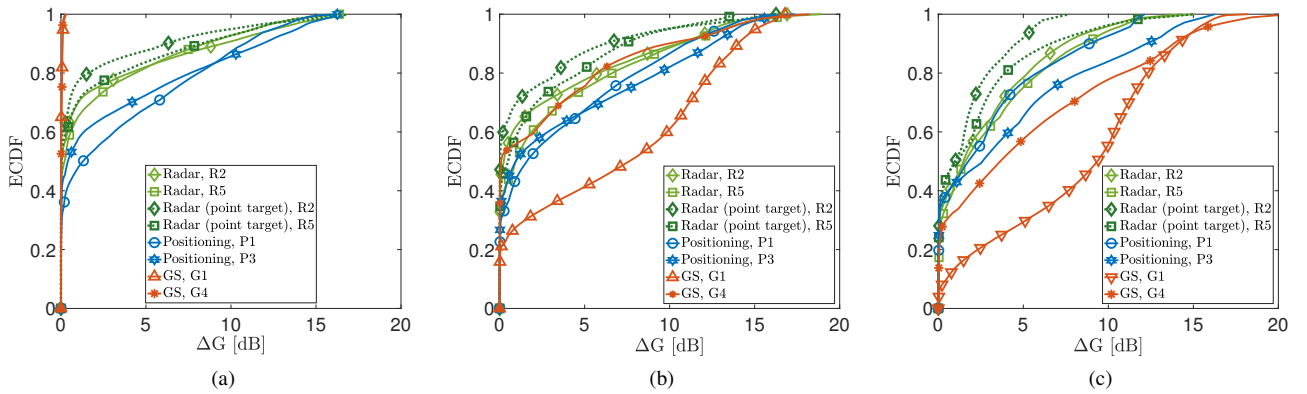 1
0.8
0.6
0.4
0.2
0
ECDF
0
5
10
15
20
ΔG [dB]
Radar, R2
Radar, R5
Radar (point target), R2
Radar (point target), R5
Positioning, P1
Positioning, P3
GS, G1
GS, G4
(a)
1
0.8
0.6
0.4
0.2
0
ECDF
0
5
10
15
20
ΔG [dB]
Radar, R2
Radar, R5
Radar (point target), R2
Radar (point target), R5
Positioning, P1
Positioning, P3
GS, G1
GS, G4
(b)
1
0.8
0.6
0.4
0.2
0
ECDF
0
5
10
15
20
ΔG [dB]
Radar, R2
Radar, R5
Radar (point target), R2
Radar (point target), R5
Positioning, P1
Positioning, P3
GS, G1
GS, G4
(c)